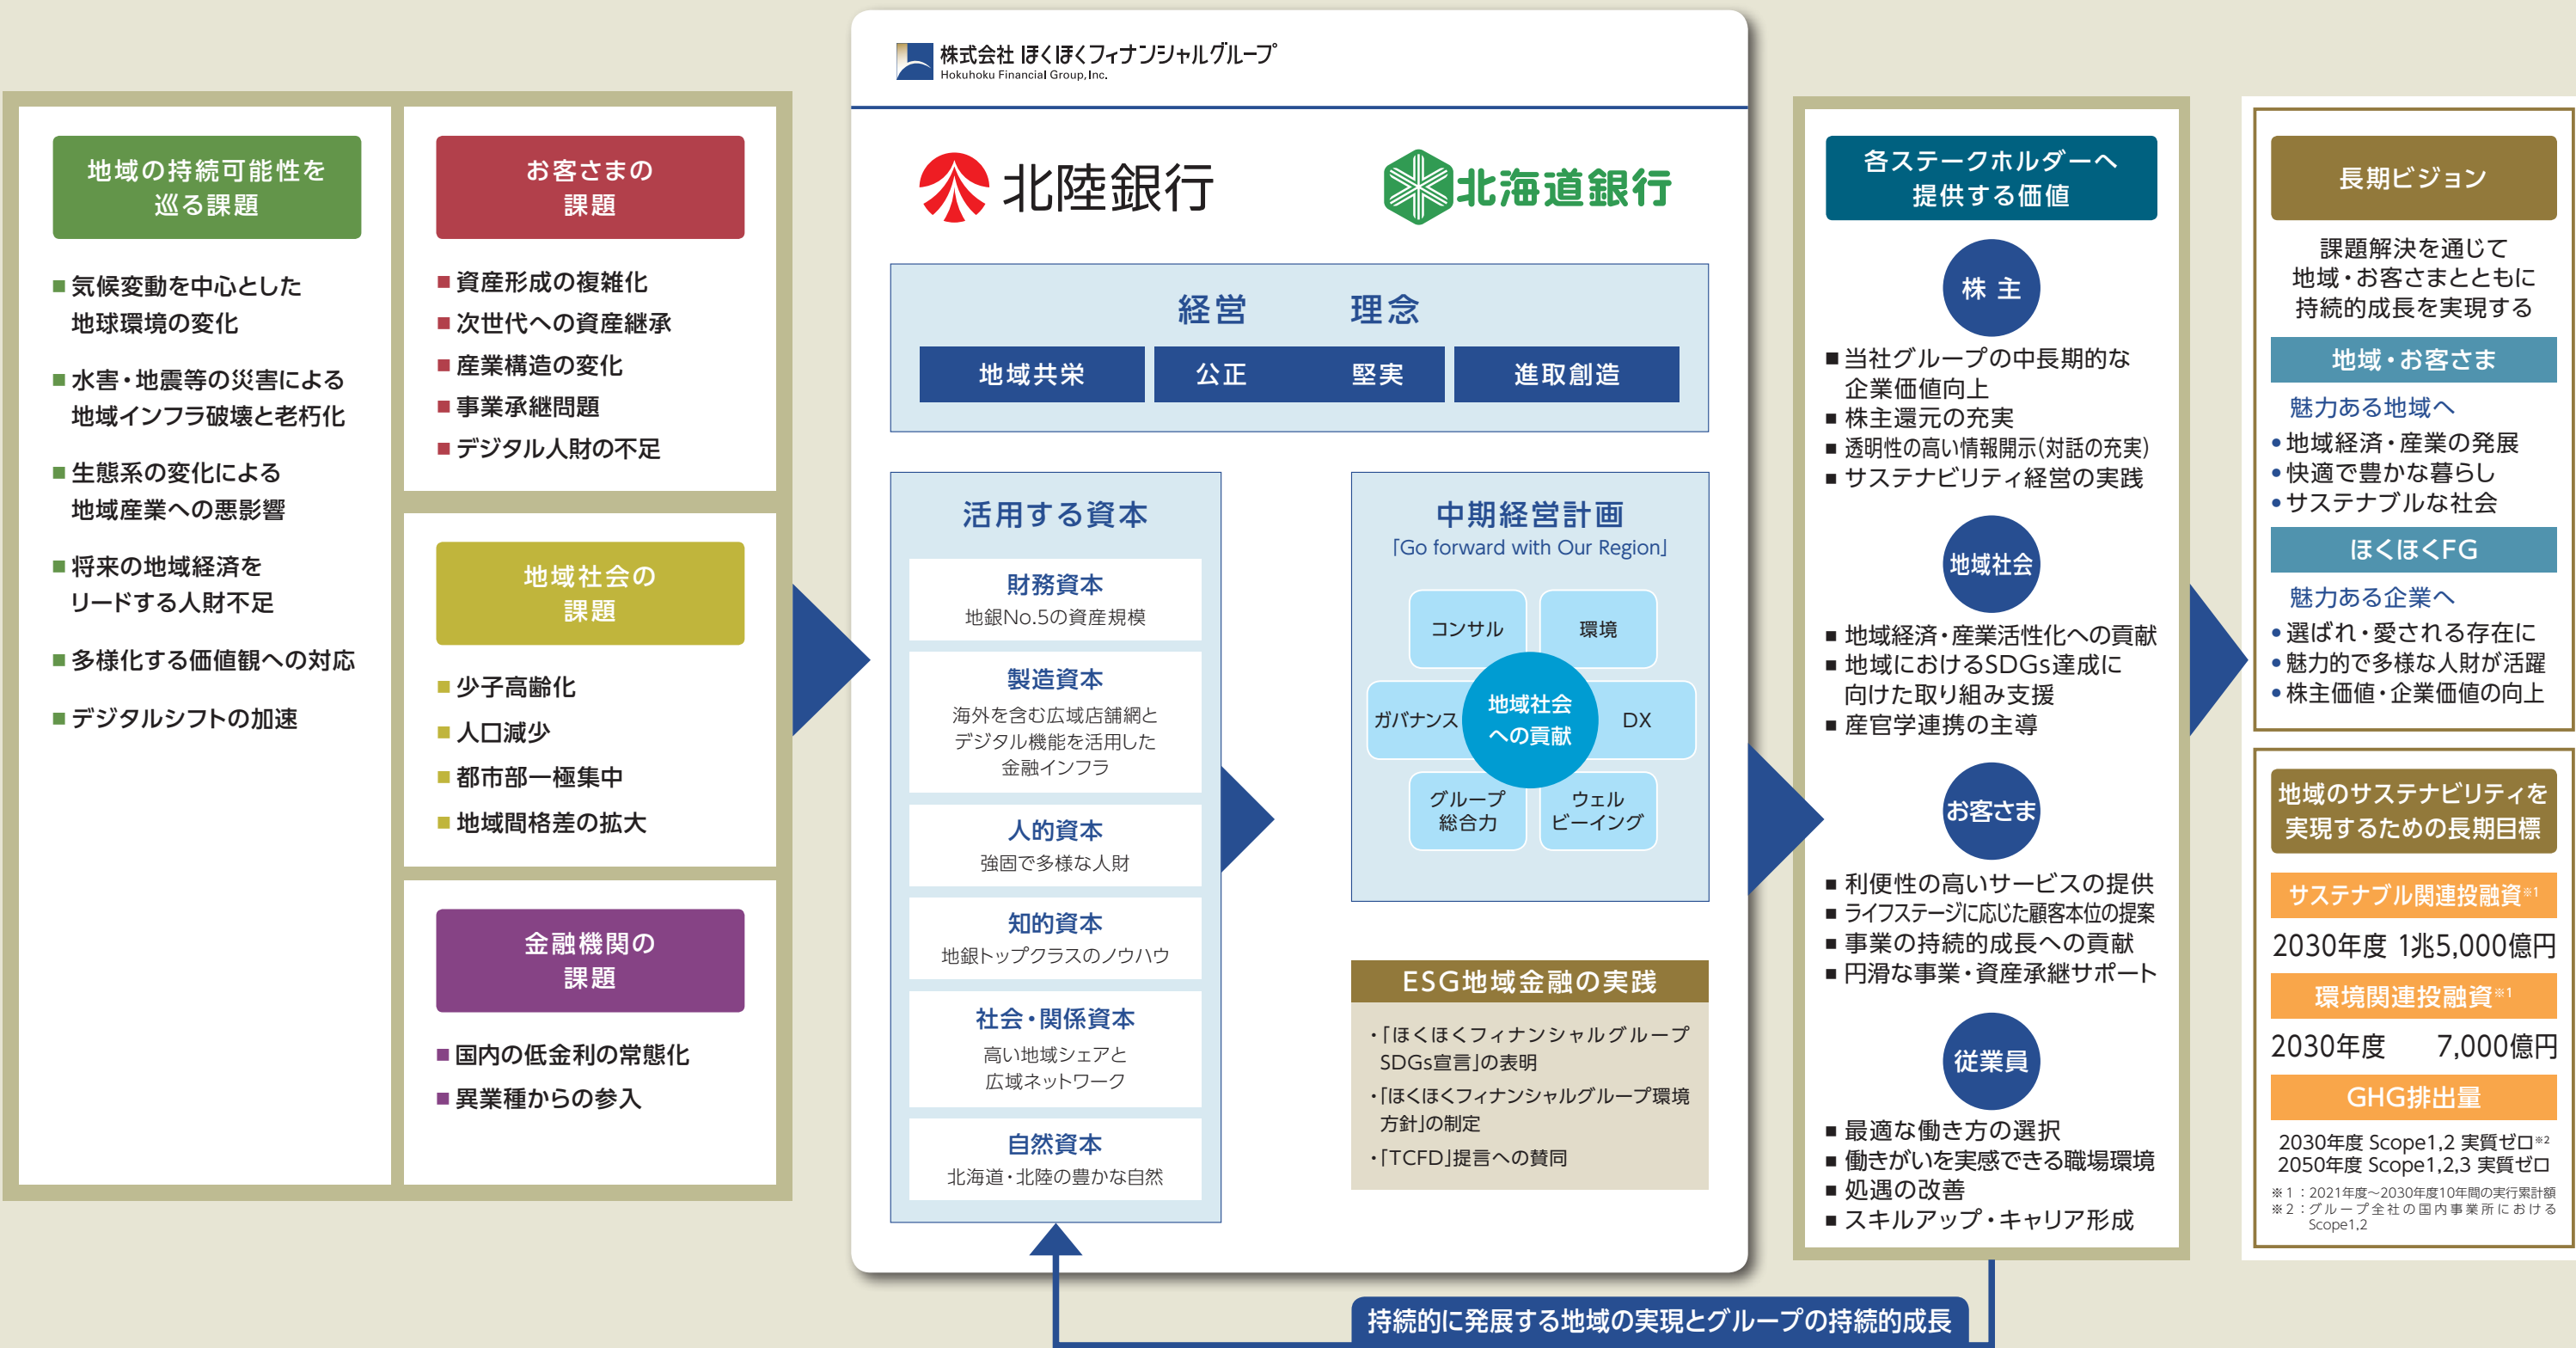 地域の持続可能性を
巡る課題
■気候変動を中心とした
地球環境の変化
■水害・地震等の災害による
地域インフラ破壊と老朽化
■生態系の変化による
地域産業への悪影響
■将来の地域経済を
リードする人財不足
■多様化する価値観への対応
■デジタルシフトの加速
お客さまの
課題
■資産形成の複雑化
■次世代への資産継承
■産業構造の変化
■事業承継問題
■デジタル人財の不足
地域社会の
課題
■少子高齢化
■人口減少
■都市部一極集中
■地域間格差の拡大
金融機関の
課題
■国内の低金利の常態化
■異業種からの参入
株式会社 ほくほくフィナンシャルグループ
Hokuhoku Financial Group, Inc.
北陸銀行
北海道銀行
経営 理念
地域共栄
公正 堅実
進取創造
活用する資本
財務資本
地銀No.5の資産規模
製造資本
海外を含む広域店舗網と
デジタル機能を活用した
金融インフラ
人的資本
強固で多様な人財
知的資本
地銀トップクラスのノウハウ
社会・関係資本
高い地域シェアと
広域ネットワーク
自然資本
北海道・北陸の豊かな自然
中期経営計画
「Go forward with Our Region」
コンサル
環境
ガバナンス
地域社会
への貢献
DX
グループ
総合力
ウェル
ビーイング
ESG地域金融の実践
・「ほくほくフィナンシャルグループ
SDGs宣言」の表明
・「ほくほくフィナンシャルグループ環境
方針」の制定
・「TCFD」提言への賛同
各ステークホルダーへ
提供する価値
株 主
■当社グループの中長期的な
企業価値向上
■株主還元の充実
■透明性の高い情報開示(対話の充実)
■サステナビリティ経営の実践
地域社会
■地域経済・産業活性化への貢献
■地域におけるSDGs達成に
向けた取り組み支援
■産官学連携の主導
お客さま
■利便性の高いサービスの提供
■ライフステージに応じた顧客本位の提案
■事業の持続的成長への貢献
■円滑な事業・資産承継サポート
従業員
■最適な働き方の選択
■働きがいを実感できる職場環境
■処遇の改善
■スキルアップ・キャリア形成
長期ビジョン
課題解決を通じて
地域・お客さまとともに
持続的成長を実現する
地域・お客さま
魅力ある地域へ
●地域経済・産業の発展
●快適で豊かな暮らし
●サステナブルな社会
ほくほくFG
魅力ある企業へ
●選ばれ・愛される存在に
●魅力的で多様な人財が活躍
●株主価値・企業価値の向上
地域のサステナビリティを
実現するための長期目標
サステナブル関連投融資※1
2030年度 1兆5,000億円
環境関連投融資※1
2030年度 7,000億円
GHG排出量
2030年度 Scope1,2 実質ゼロ※2
2050年度 Scope1,2,3 実質ゼロ
※1：2021年度～2030年度10年間の実行累計額
※2：グループ全社の国内事業所における
Scope1,2
持続的に発展する地域の実現とグループの持続的成長